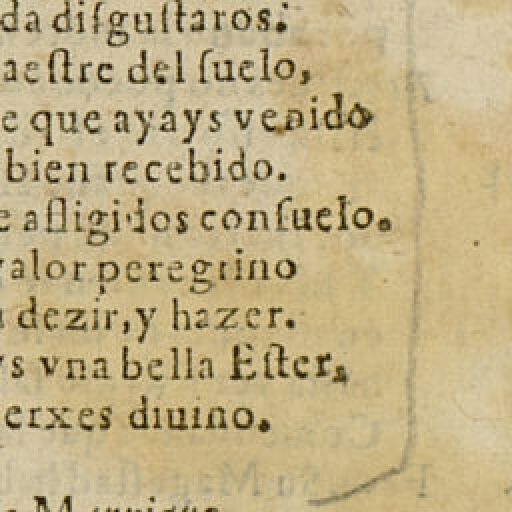 da disgustaros:
aestre del suelo,
e que ayays venido
bien recebido.
e afligidos consuelo.
valor peregrino
dezir, y hazer.
ys vna bella Ester,
erxes diuino.